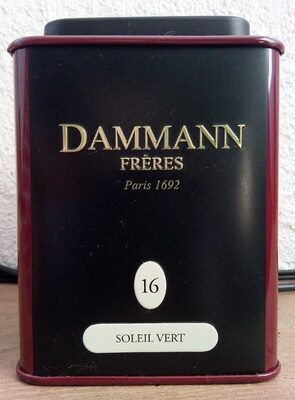 DAMMANN
FRÈRES
Paris 1692
16
SOLEIL VERT